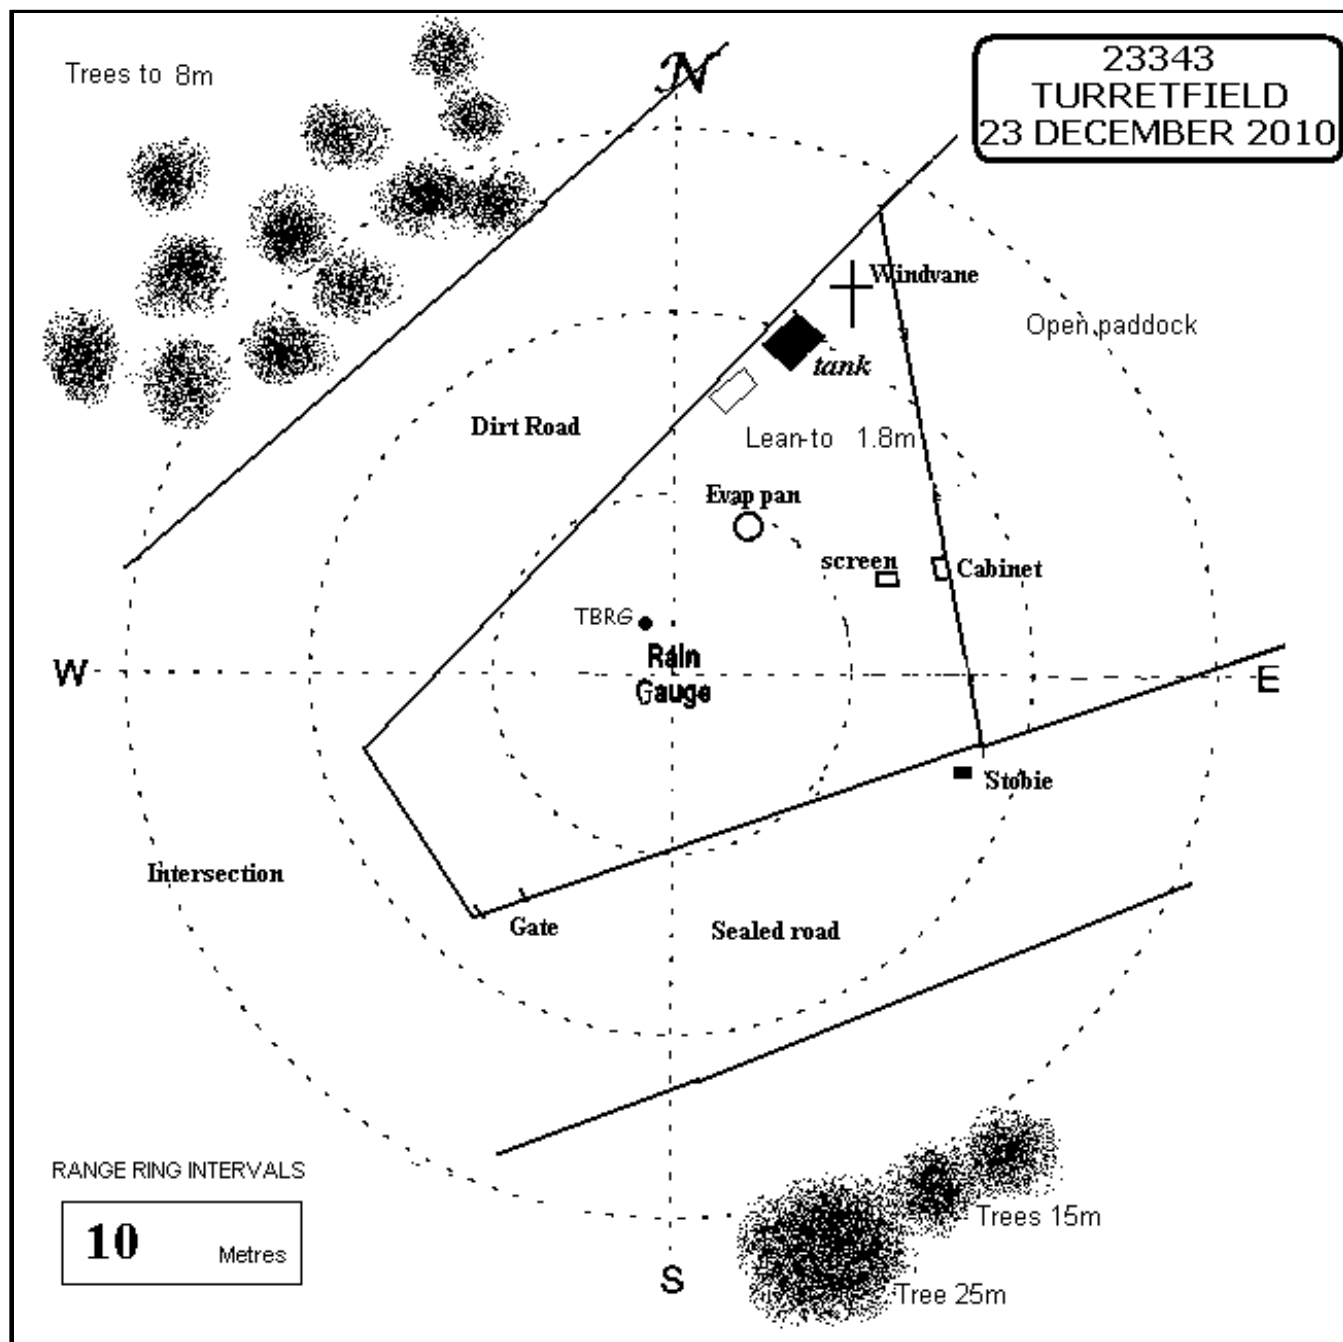 N
Trees to 8m
23343
TURRETFIELD
23 DECEMBER 2010
Windvane
Open paddock
tank
Dirt Road
Lean-to 1.8m
Evap pan
screen
Cabinet
TBRG
Rain
Gauge
W
E
Stobie
Intersection
Gate
Sealed road
RANGE RING INTERVALS
10 Metres
Trees 15m
S
Tree 25m